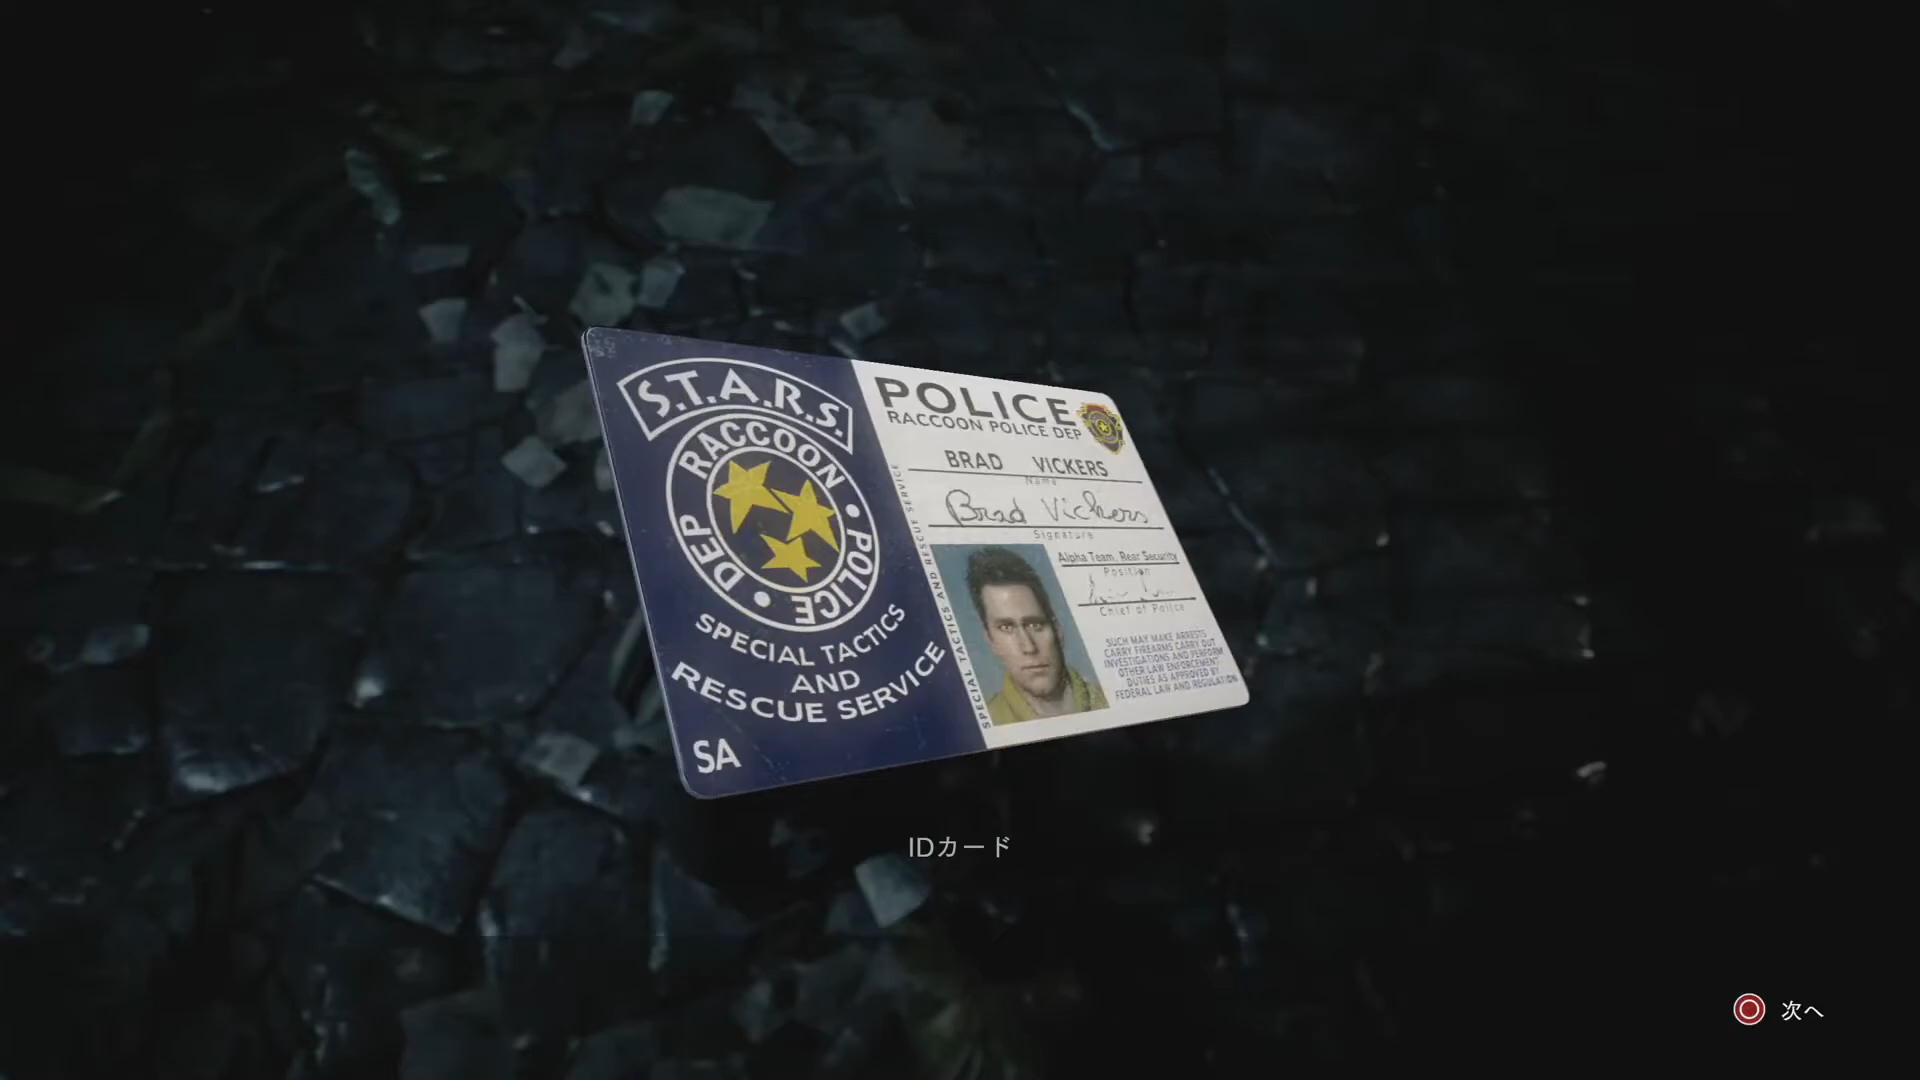 S.T.A.R.S.
RACCOON POLICE DEP
SPECIAL TACTICS
AND
RESCUE SERVICE
SA
POLICE
RACCOON POLICE DEP
BRAD VICKERS
Name
Brad Vickers
Signature
SPECIAL TACTICS AND RESCUE SERVICE
Alpha Team, Rear Security
Position
Chief of Police
SUCH MAY MAKE ARRESTS
CARRY FIREARMS CARRY OUT
INVESTIGATIONS AND PERFORM
OTHER LAW ENFORCEMENT
DUTIES AS APPROVED BY
FEDERAL LAW AND REGULATION
IDカード
次へ